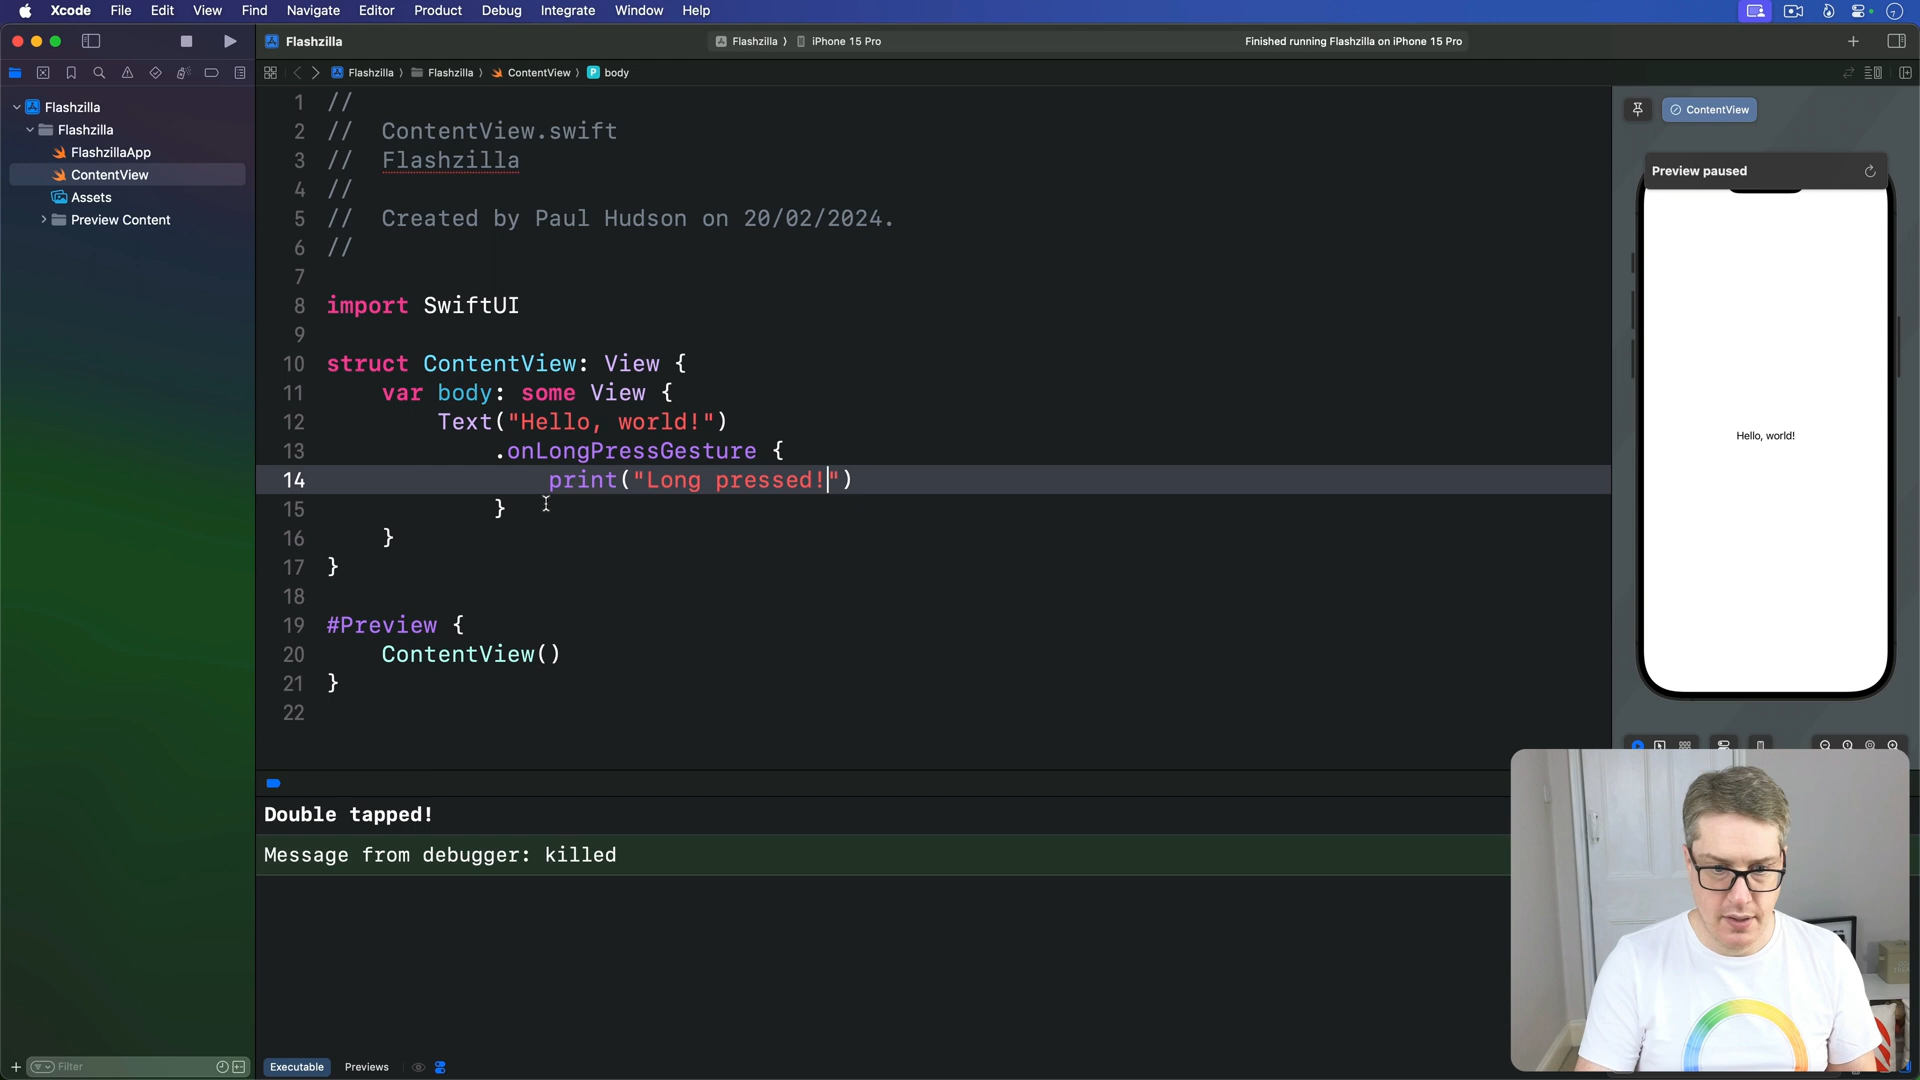 Xcode File Edit View Find Navigate Editor Product Debug Integrate Window Help
Flashzilla
Flashzilla 〉 iPhone 15 Pro
Finished running Flashzilla on iPhone 15 Pro
Flashzilla 〉 Flashzilla 〉 ContentView 〉 P body
Flashzilla
Flashzilla
FlashzillaApp
ContentView
Assets
Preview Content
1 //
2 // ContentView.swift
3 // Flashzilla
4 //
5 // Created by Paul Hudson on 20/02/2024.
6 //
7
8 import SwiftUI
9
10 struct ContentView: View {
11 var body: some View {
12 Text("Hello, world!")
13 .onLongPressGesture {
14 print("Long pressed!")
15 }
16 }
17 }
18
19 #Preview {
20 ContentView()
21 }
22
ContentView
Preview paused
Hello, world!
Double tapped!
Message from debugger: killed
Filter
Executable Previews